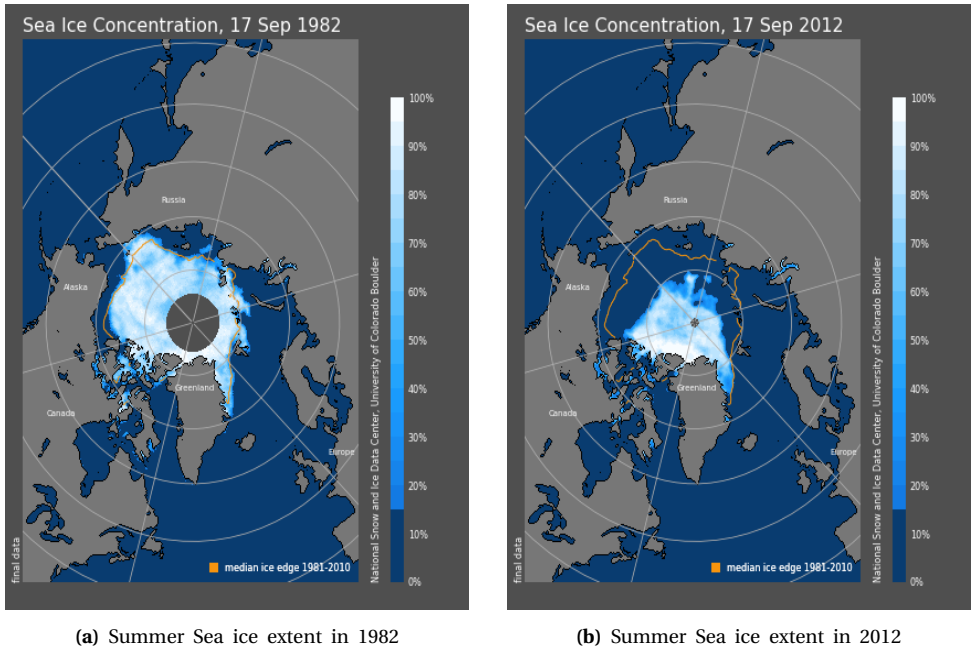 Sea Ice Concentration, 17 Sep 1982
100%
90%
80%
70%
60%
50%
40%
30%
20%
10%
0%
Russia
Alaska
Greenland
Canada
Europe
National Snow and Ice Data Center, University of Colorado Boulder
final data
median ice edge 1981-2010
(a) Summer Sea ice extent in 1982
Sea Ice Concentration, 17 Sep 2012
100%
90%
80%
70%
60%
50%
40%
30%
20%
10%
0%
Russia
Alaska
Greenland
Canada
Europe
National Snow and Ice Data Center, University of Colorado Boulder
final data
median ice edge 1981-2010
(b) Summer Sea ice extent in 2012